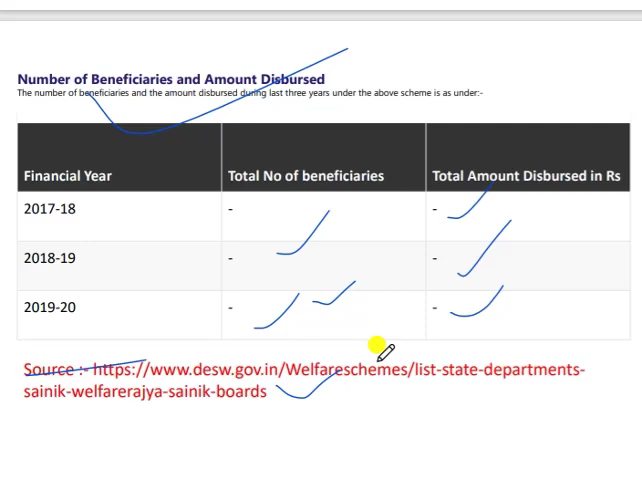 Number of Beneficiaries and Amount Disbursed
The number of beneficiaries and the amount disbursed during last three years under the above scheme is as under:-
Financial Year Total No of beneficiaries Total Amount Disbursed in Rs
2017-18 - -
2018-19 - -
2019-20 - -
Source :- https://www.desw.gov.in/Welfareschemes/list-state-departments-
sainik-welfarerajya-sainik-boards